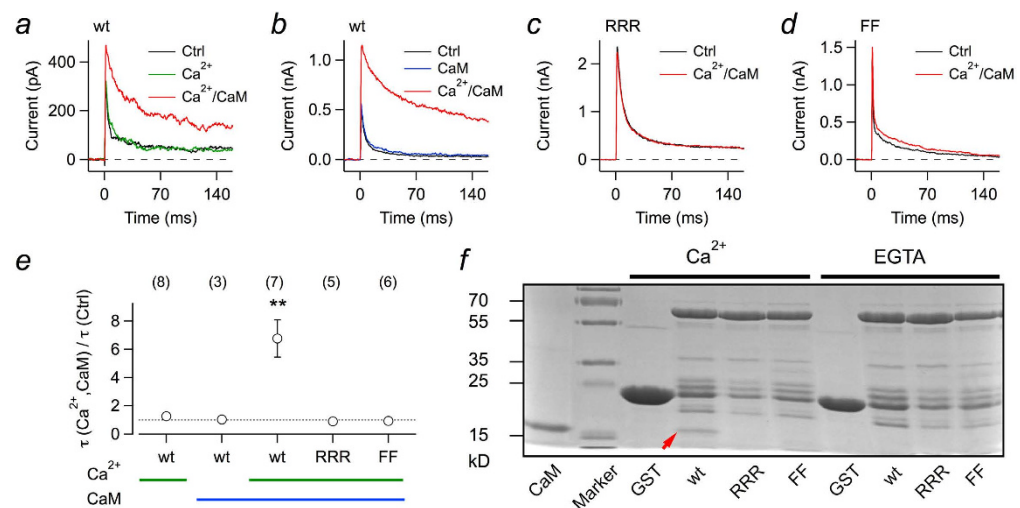 a
wt
Ctrl
Ca2+
Ca2+/CaM
Current (pA)
400
200
0
0 70 140
Time (ms)
b
wt
Ctrl
CaM
Ca2+/CaM
Current (nA)
1.0
0.5
0.0
0 70 140
Time (ms)
c
RRR
Ctrl
Ca2+/CaM
Current (nA)
2
1
0
0 70 140
Time (ms)
d
FF
Ctrl
Ca2+/CaM
Current (nA)
1.5
1.0
0.5
0.0
0 70 140
Time (ms)
e
(8) (3) (7) (5) (6)
**
τ (Ca2+,CaM) / τ (Ctrl)
8
6
4
2
0
wt wt wt RRR FF
Ca2+
CaM
f
Ca2+ EGTA
70
55
35
25
15
kD
CaM Marker GST wt RRR FF GST wt RRR FF